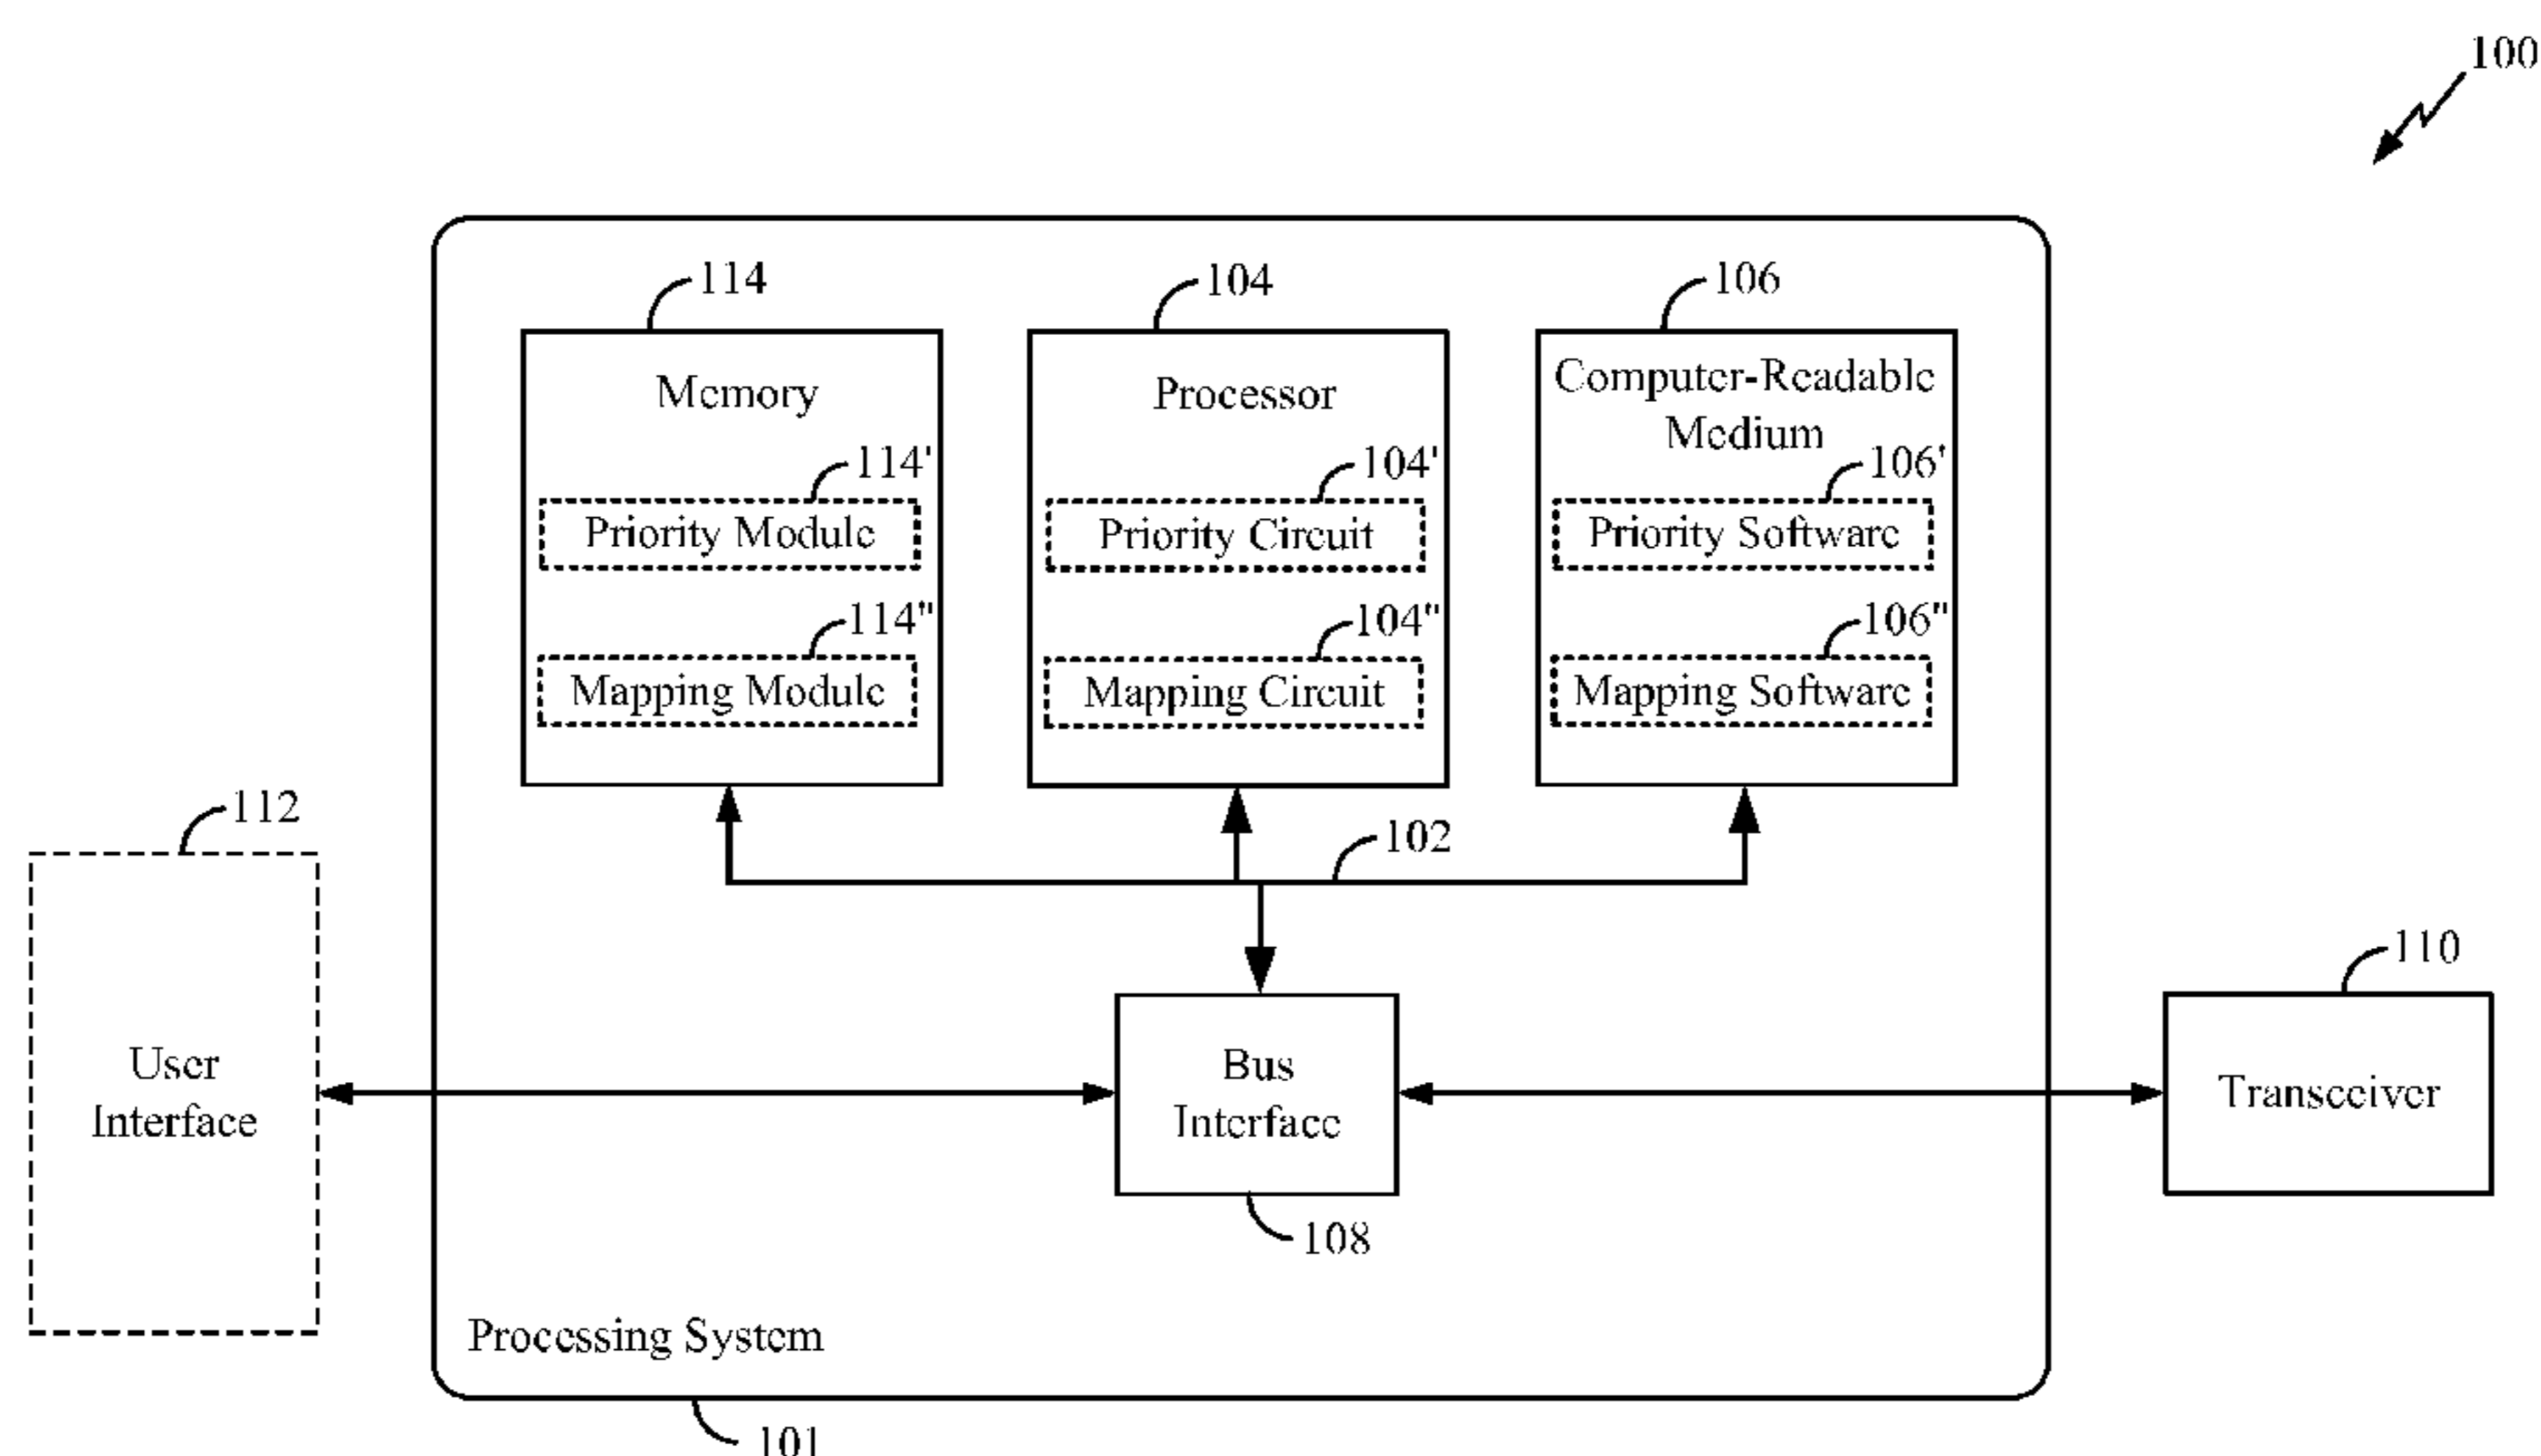 100
114
104
106
Memory
Processor
Computer-Readable
Medium
114'
104'
106'
Priority Module
Priority Circuit
Priority Software
114"
104"
106"
Mapping Module
Mapping Circuit
Mapping Software
112
102
110
User
Interface
Bus
Interface
Transceiver
108
Processing System
101